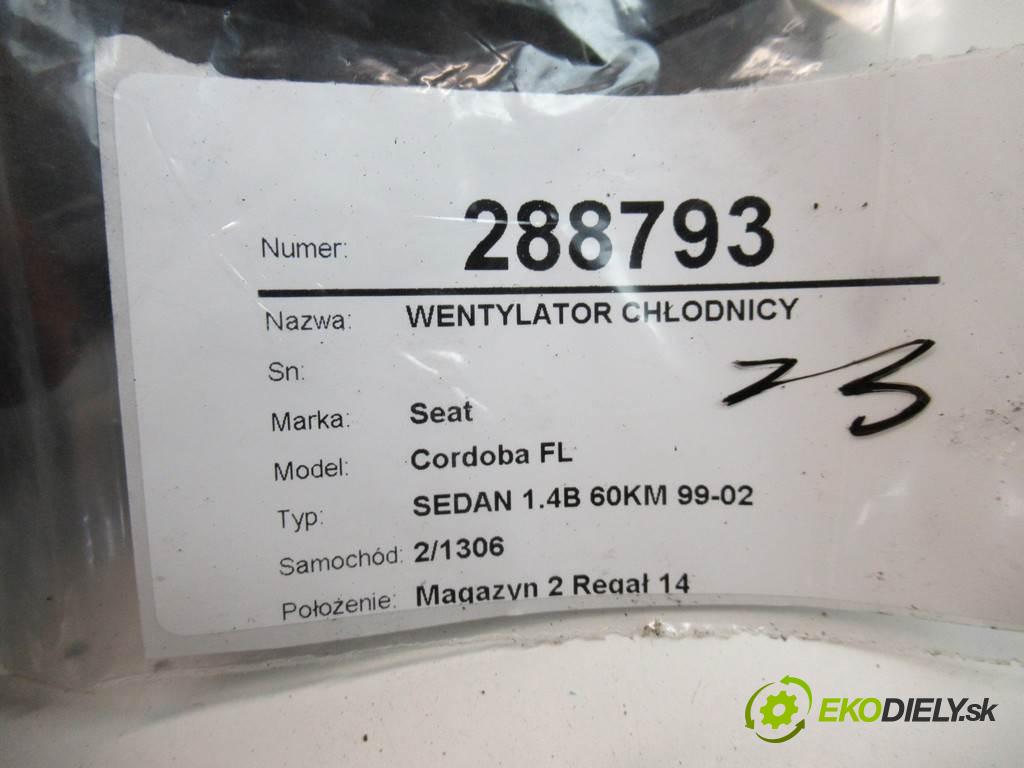 Numer: 288793
Nazwa: WENTYLATOR CHŁODNICY
Sn:
23
Marka: Seat
Model: Cordoba FL
Typ: SEDAN 1.4B 60KM 99-02
Samochód: 2/1306
Położenie: Magazyn 2 Regał 14
EKODIELY.sk